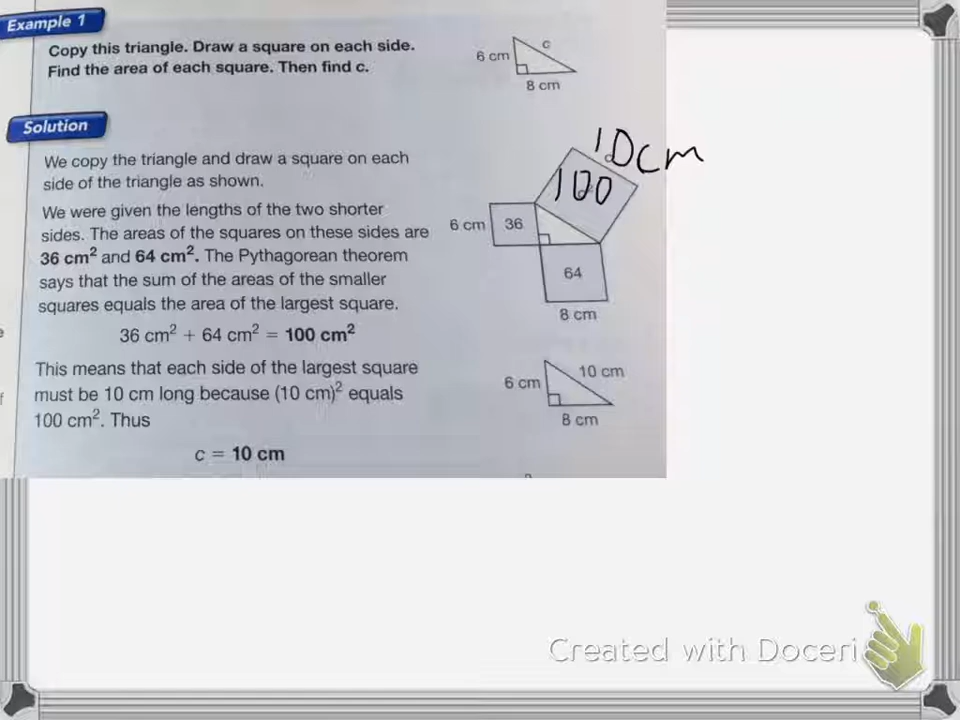 Example 1
Copy this triangle. Draw a square on each side.
Find the area of each square. Then find c.
6 cm
c
8 cm
Solution
We copy the triangle and draw a square on each
side of the triangle as shown.
We were given the lengths of the two shorter
sides. The areas of the squares on these sides are
36 cm² and 64 cm². The Pythagorean theorem
says that the sum of the areas of the smaller
squares equals the area of the largest square.
36 cm² + 64 cm² = 100 cm²
This means that each side of the largest square
must be 10 cm long because (10 cm)² equals
100 cm². Thus
c = 10 cm
10cm
100
6 cm
36
64
8 cm
6 cm
10 cm
8 cm
Created with Doceri